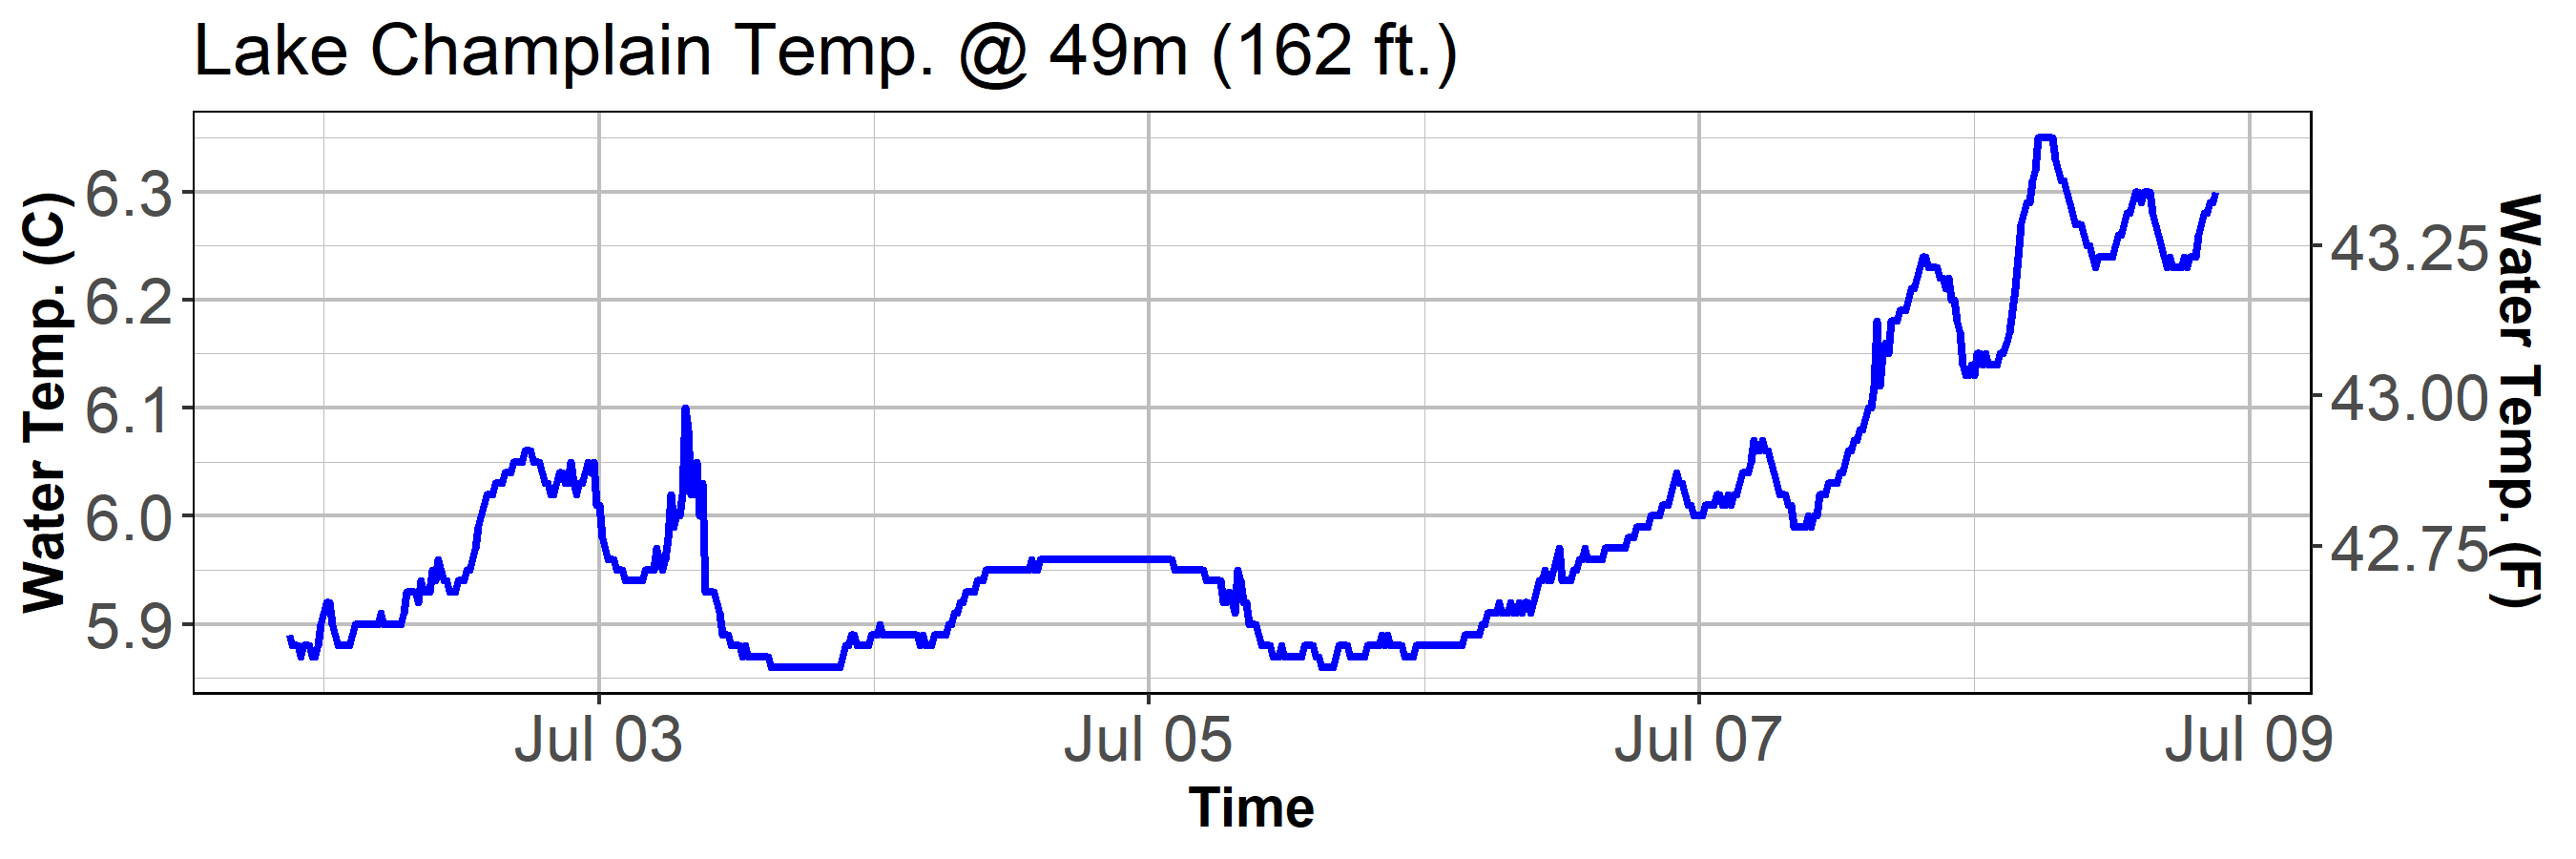 Lake Champlain Temp. @ 49m (162 ft.)
Water Temp. (C)
6.3
6.2
6.1
6.0
5.9
43.25
43.00
42.75
Water Temp. (F)
Jul 03
Jul 05
Jul 07
Jul 09
Time